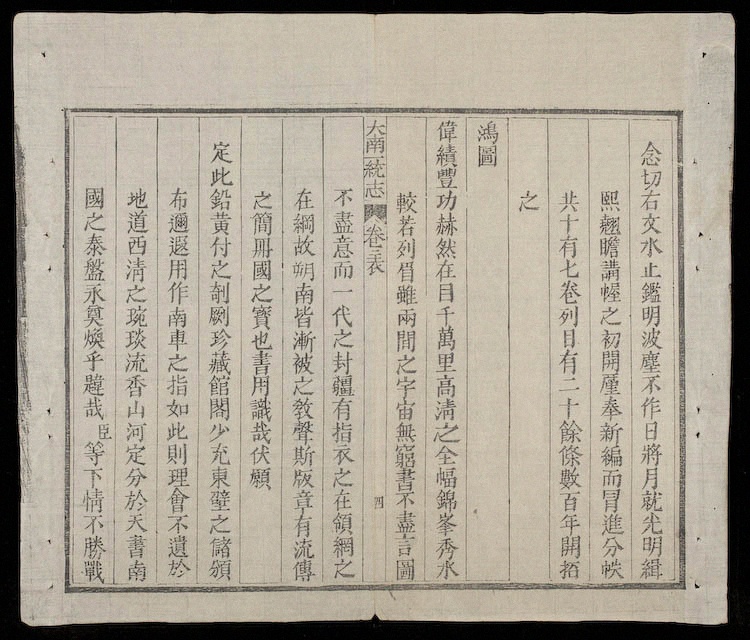 念切右文水止鑑明波塵不作日將月就光明緝
熙翹瞻講幄之初開厪奉新編而冒進分帙
共十有七卷列目有二十餘條數百年開拓
之
鴻圖
偉績豐功赫然在目千萬里高清之全幅錦峯秀水
較若列眉雖兩間之宇宙無窮書不盡言圖
大南一統志 卷 表 四
不盡意而一代之封疆有指衣之在領網之
在綱故朔南皆漸被之教聲斯版章有流傳
之簡冊國之寶也書用識哉伏願
定此鉛黃付之剞劂珍藏館閣少充東壁之儲頒
布邇遐用作南車之指如此則理會不遺於
地道西清之琬琰流香山河定分於天書南
國之泰盤永奠煥乎韙哉臣等下情不勝戰